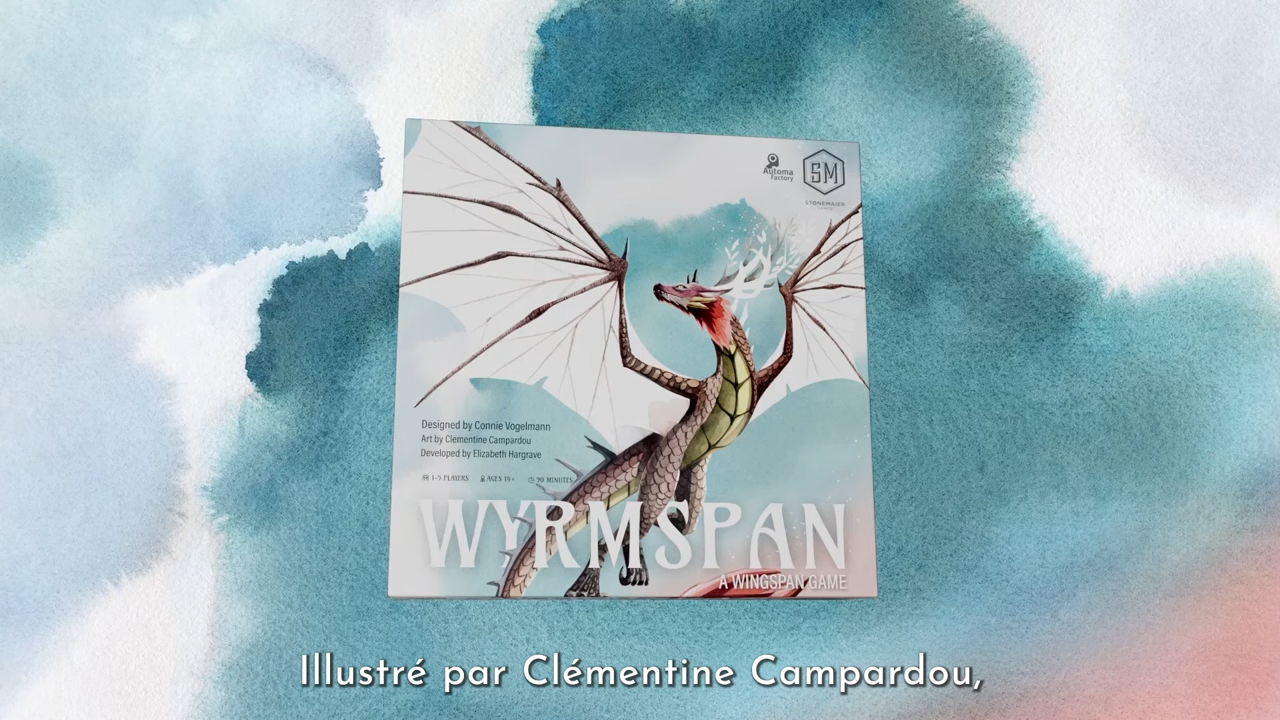 Automa
Factory
SM
STONEMAIER
Designed by Connie Vogelmann
Art by Clementine Campardou
Developed by Elizabeth Hargrave
1-5 PLAYERS AGES 14+ 90 MINUTES
WYRMSPAN
A WINGSPAN GAME
Illustré par Clémentine Campardou,